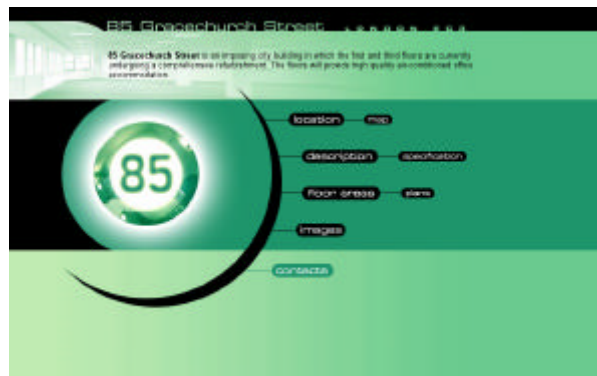 85 Gracechurch Street LONDON EC3
85 Gracechurch Street is an imposing city building in which the first and third floors are currently
undergoing a comprehensive refurbishment. The floors will provide high quality air-conditioned office
accommodation.
location map
85
description specification
floor areas plans
images
contacts